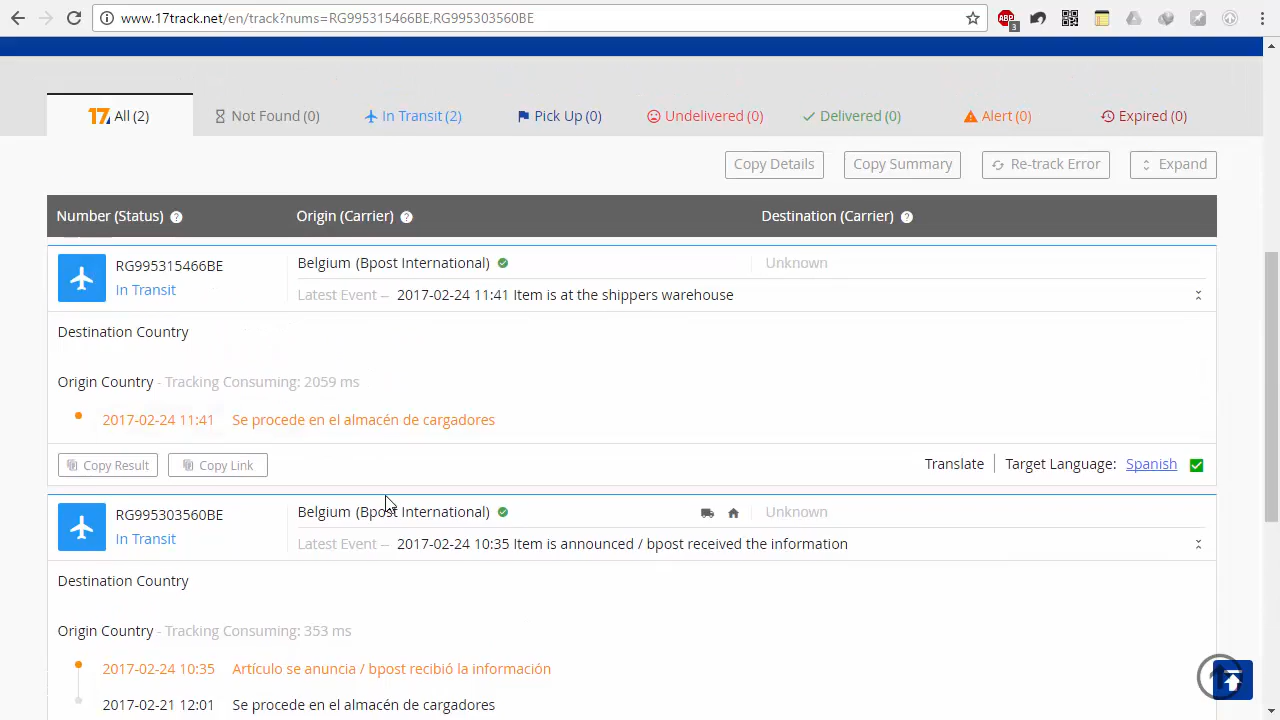 www.17track.net/en/track?nums=RG995315466BE,RG995303560BE
3
17 All (2)
Not Found (0)
In Transit (2)
Pick Up (0)
Undelivered (0)
Delivered (0)
Alert (0)
Expired (0)
Copy Details
Copy Summary
Re-track Error
Expand
Number (Status) ?
Origin (Carrier) ?
Destination (Carrier) ?
RG995315466BE
In Transit
Belgium (Bpost International)
Unknown
Latest Event – 2017-02-24 11:41 Item is at the shippers warehouse
Destination Country
Origin Country - Tracking Consuming: 2059 ms
2017-02-24 11:41 Se procede en el almacén de cargadores
Copy Result
Copy Link
Translate
Target Language: Spanish
RG995303560BE
In Transit
Belgium (Bpost International)
Unknown
Latest Event – 2017-02-24 10:35 Item is announced / bpost received the information
Destination Country
Origin Country - Tracking Consuming: 353 ms
2017-02-24 10:35 Artículo se anuncia / bpost recibió la información
2017-02-21 12:01 Se procede en el almacén de cargadores